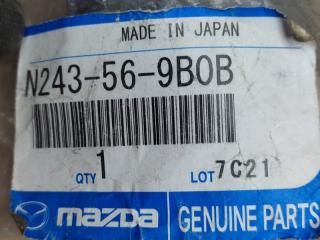 MADE IN JAPAN
N243-56-9B0B
QTY 1 LOT 7C21
mazda GENUINE PARTS